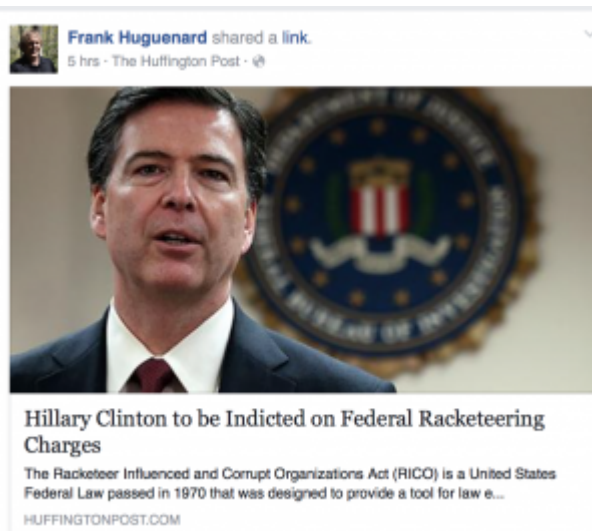 Frank Huguenard shared a link.
5 hrs · The Huffington Post ·
Hillary Clinton to be Indicted on Federal Racketeering
Charges
The Racketeer Influenced and Corrupt Organizations Act (RICO) is a United States
Federal Law passed in 1970 that was designed to provide a tool for law e...
HUFFINGTONPOST.COM